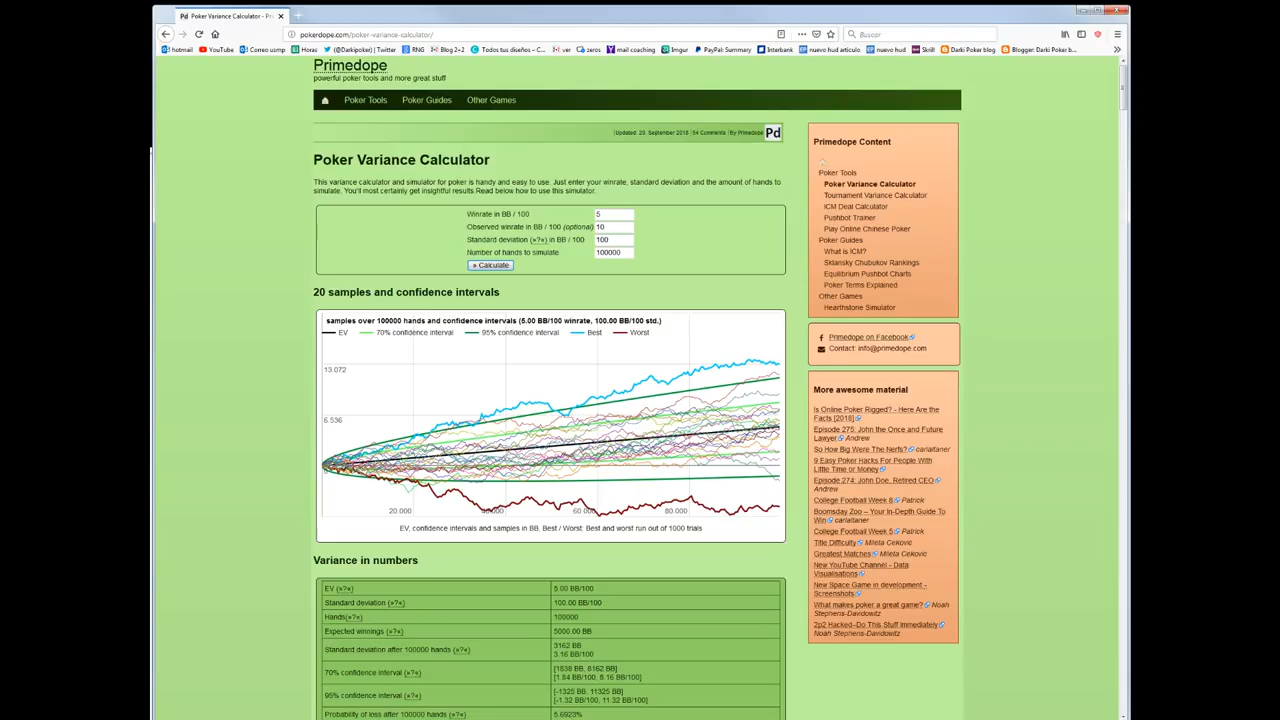 Pd Poker Variance Calculator - Pri
pokerdope.com/poker-variance-calculator/
Buscar
hotmail YouTube Correo usmp Horas (@Darkipoker) | Twitter RNG Blog 2+2 Todos tus diseños – C... ver zeros mail coaching Imgur PayPal: Summary Interbank nuevo hud articulo nuevo hud Skrill Darki Poker blog Blogger: Darki Poker b...
Primedope
powerful poker tools and more great stuff
Poker Tools Poker Guides Other Games
Updated: 20. September 2018 | 54 Comments | By Primedope Pd
Poker Variance Calculator
This variance calculator and simulator for poker is handy and easy to use. Just enter your winrate, standard deviation and the amount of hands to
simulate. You'll most certainly get insightful results.Read below how to use this simulator.
Winrate in BB / 100 5
Observed winrate in BB / 100 (optional) 10
Standard deviation (»?«) in BB / 100 100
Number of hands to simulate 100000
» Calculate
20 samples and confidence intervals
samples over 100000 hands and confidence intervals (5.00 BB/100 winrate, 100.00 BB/100 std.)
EV 70% confidence interval 95% confidence interval Best Worst
13.072
6.536
20.000 40.000 60.000 80.000
EV, confidence intervals and samples in BB, Best / Worst: Best and worst run out of 1000 trials
Variance in numbers
EV (»?«) 5.00 BB/100
Standard deviation (»?«) 100.00 BB/100
Hands(»?«) 100000
Expected winnings (»?«) 5000.00 BB
Standard deviation after 100000 hands (»?«) 3162 BB
3.16 BB/100
70% confidence interval (»?«) [1838 BB, 8162 BB]
[1.84 BB/100, 8.16 BB/100]
95% confidence interval (»?«) [-1325 BB, 11325 BB]
[-1.32 BB/100, 11.32 BB/100]
Probability of loss after 100000 hands (»?«) 5.6923%
Primedope Content
Poker Tools
Poker Variance Calculator
Tournament Variance Calculator
ICM Deal Calculator
Pushbot Trainer
Play Online Chinese Poker
Poker Guides
What is ICM?
Sklansky Chubukov Rankings
Equilibrium Pushbot Charts
Poker Terms Explained
Other Games
Hearthstone Simulator
Primedope on Facebook
Contact: info@primedope.com
More awesome material
Is Online Poker Rigged? - Here Are the
Facts [2018]
Episode 275: John the Once and Future
Lawyer Andrew
So How Big Were The Nerfs? carlaltaner
9 Easy Poker Hacks For People With
Little Time or Money
Episode 274: John Doe, Retired CEO
Andrew
College Football Week 6 Patrick
Boomsday Zoo – Your In-Depth Guide To
Win carlaltaner
College Football Week 5 Patrick
Title Difficulty Mileta Cekovic
Greatest Matches Mileta Cekovic
New YouTube Channel - Data
Visualisations
New Space Game in development -
Screenshots
What makes poker a great game? Noah
Stephens-Davidowitz
2p2 Hacked–Do This Stuff Immediately
Noah Stephens-Davidowitz